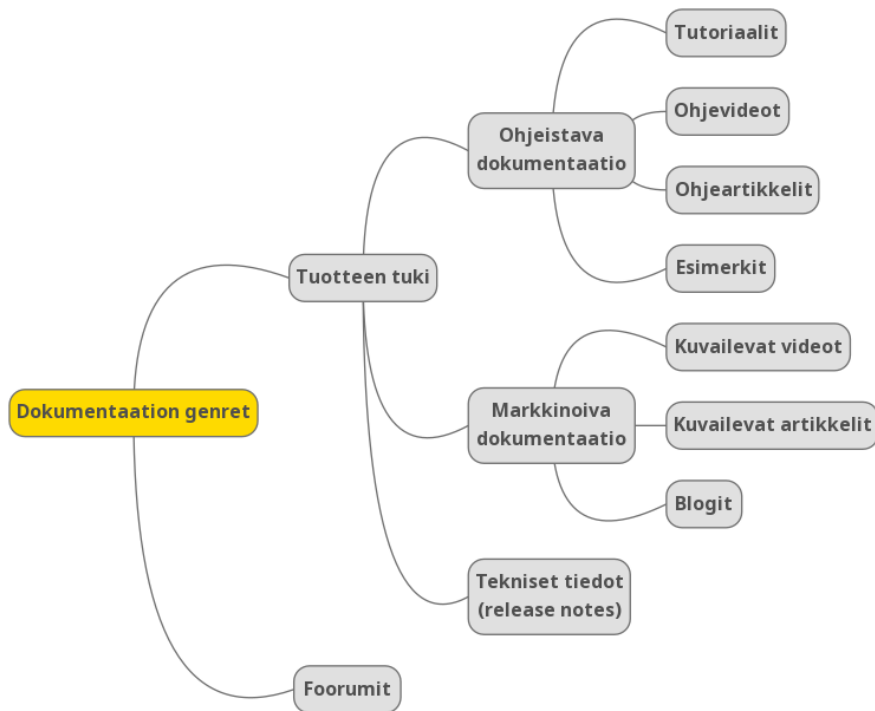 Tutoriaalit
Ohjevideot
Ohjeistava
dokumentaatio
Ohjeartikkelit
Esimerkit
Tuotteen tuki
Kuvailevat videot
Dokumentaation genret
Markkinoiva
dokumentaatio
Kuvailevat artikkelit
Blogit
Tekniset tiedot
(release notes)
Foorumit